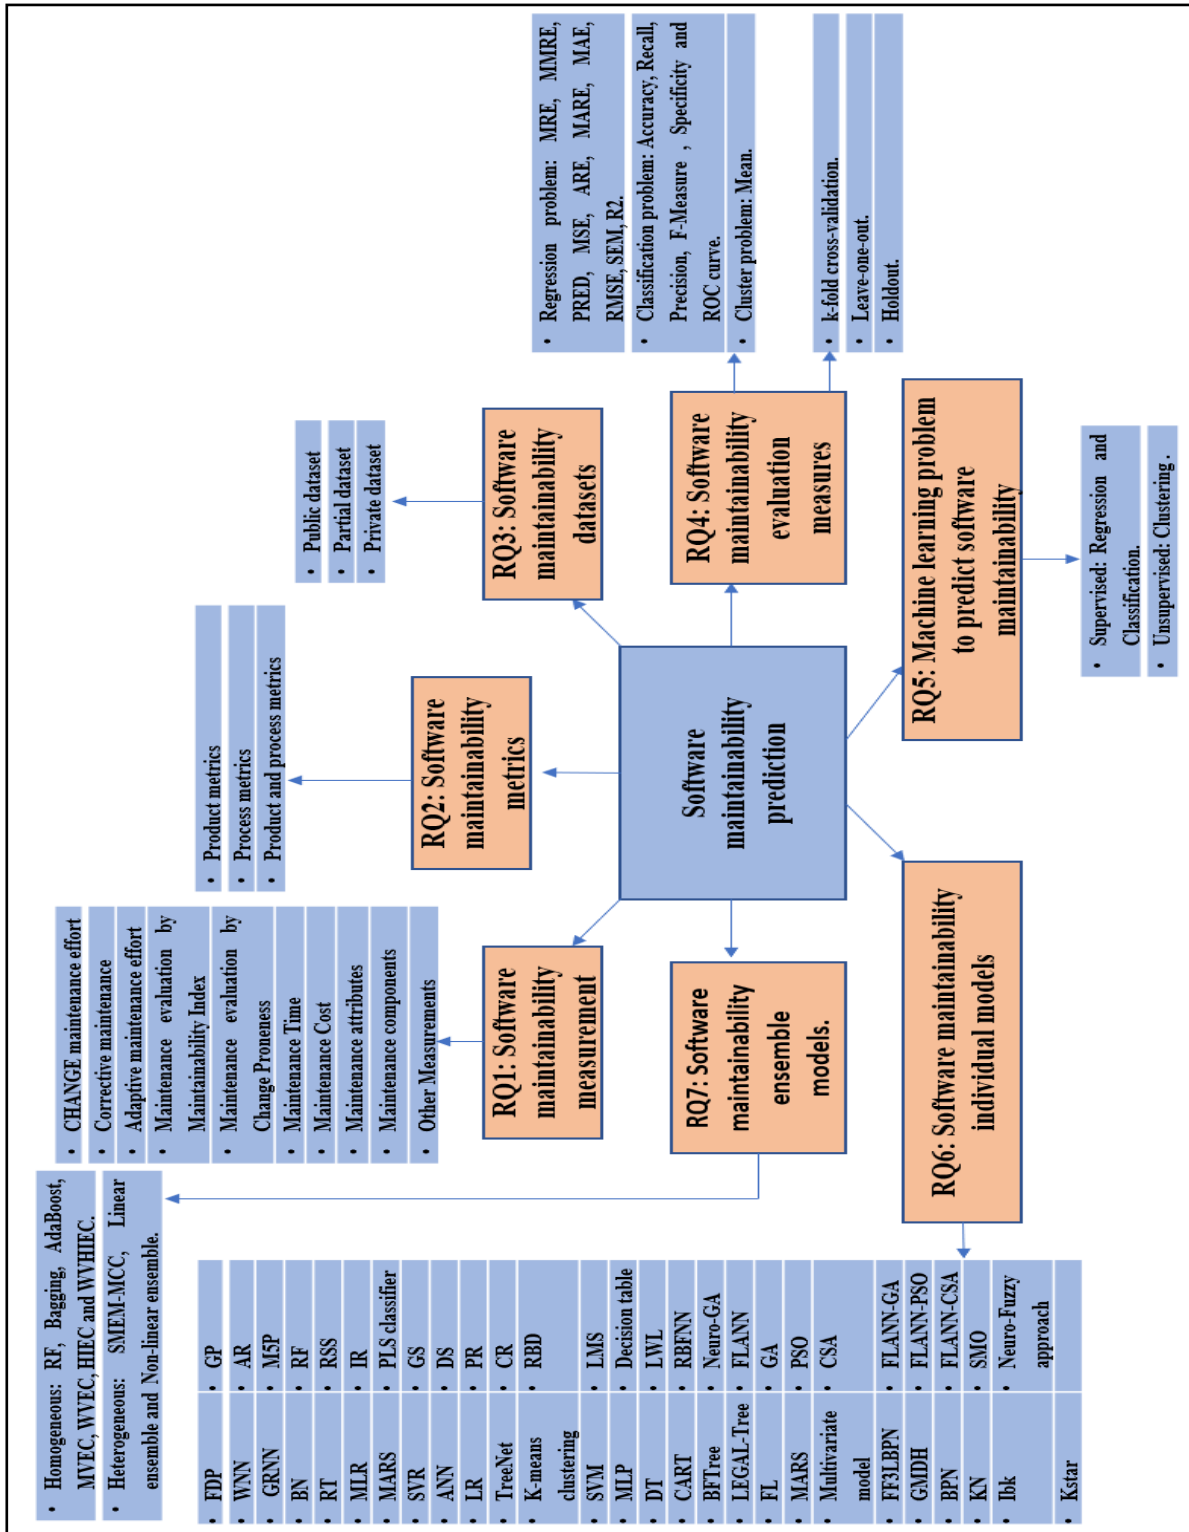 • Homogeneous: RF, Bagging, AdaBoost,
MVEC, WVEC, HIEC and WVHIEC.
• Heterogeneous: SMEM-MCC, Linear
ensemble and Non-linear ensemble.
• CHANGE maintenance effort
• Corrective maintenance
• Adaptive maintenance effort
• Maintenance evaluation by
Maintainability Index
• Maintenance evaluation by
Change Proneness
• Maintenance Time
• Maintenance Cost
• Maintenance attributes
• Maintenance components
• Other Measurements
• Product metrics
• Process metrics
• Product and process metrics
• Public dataset
• Partial dataset
• Private dataset
• Regression problem: MRE, MMRE,
PRED, MSE, ARE, MARE, MAE,
RMSE, SEM, R2.
• Classification problem: Accuracy, Recall,
Precision, F-Measure , Specificity and
ROC curve.
• Cluster problem: Mean.
• k-fold cross-validation.
• Leave-one-out.
• Holdout.
RQ1: Software
maintainability
measurement
RQ2: Software
maintainability
metrics
RQ3: Software
maintainability
datasets
RQ7: Software
maintainability
ensemble
models.
Software
maintainability
prediction
RQ4: Software
maintainability
evaluation
measures
RQ6: Software maintainability
individual models
RQ5: Machine learning problem
to predict software
maintainability
• Supervised: Regression and
Classification.
• Unsupervised: Clustering .
• FDP • GP
• WNN • AR
• GRNN • M5P
• BN • RF
• RT • RSS
• MLR • IR
• MARS • PLS classifier
• SVR • GS
• ANN • DS
• LR • PR
• TreeNet • CR
• K-means • RBD
clustering
• SVM • LMS
• MLP • Decision table
• DT • LWL
• CART • RBFNN
• BFTree • Neuro-GA
• LEGAL-Tree • FLANN
• FL • GA
• MARS • PSO
• Multivariate • CSA
model
• FF3LBPN • FLANN-GA
• GMDH • FLANN-PSO
• BPN • FLANN-CSA
• KN • SMO
• Ibk • Neuro-Fuzzy
approach
• Kstar